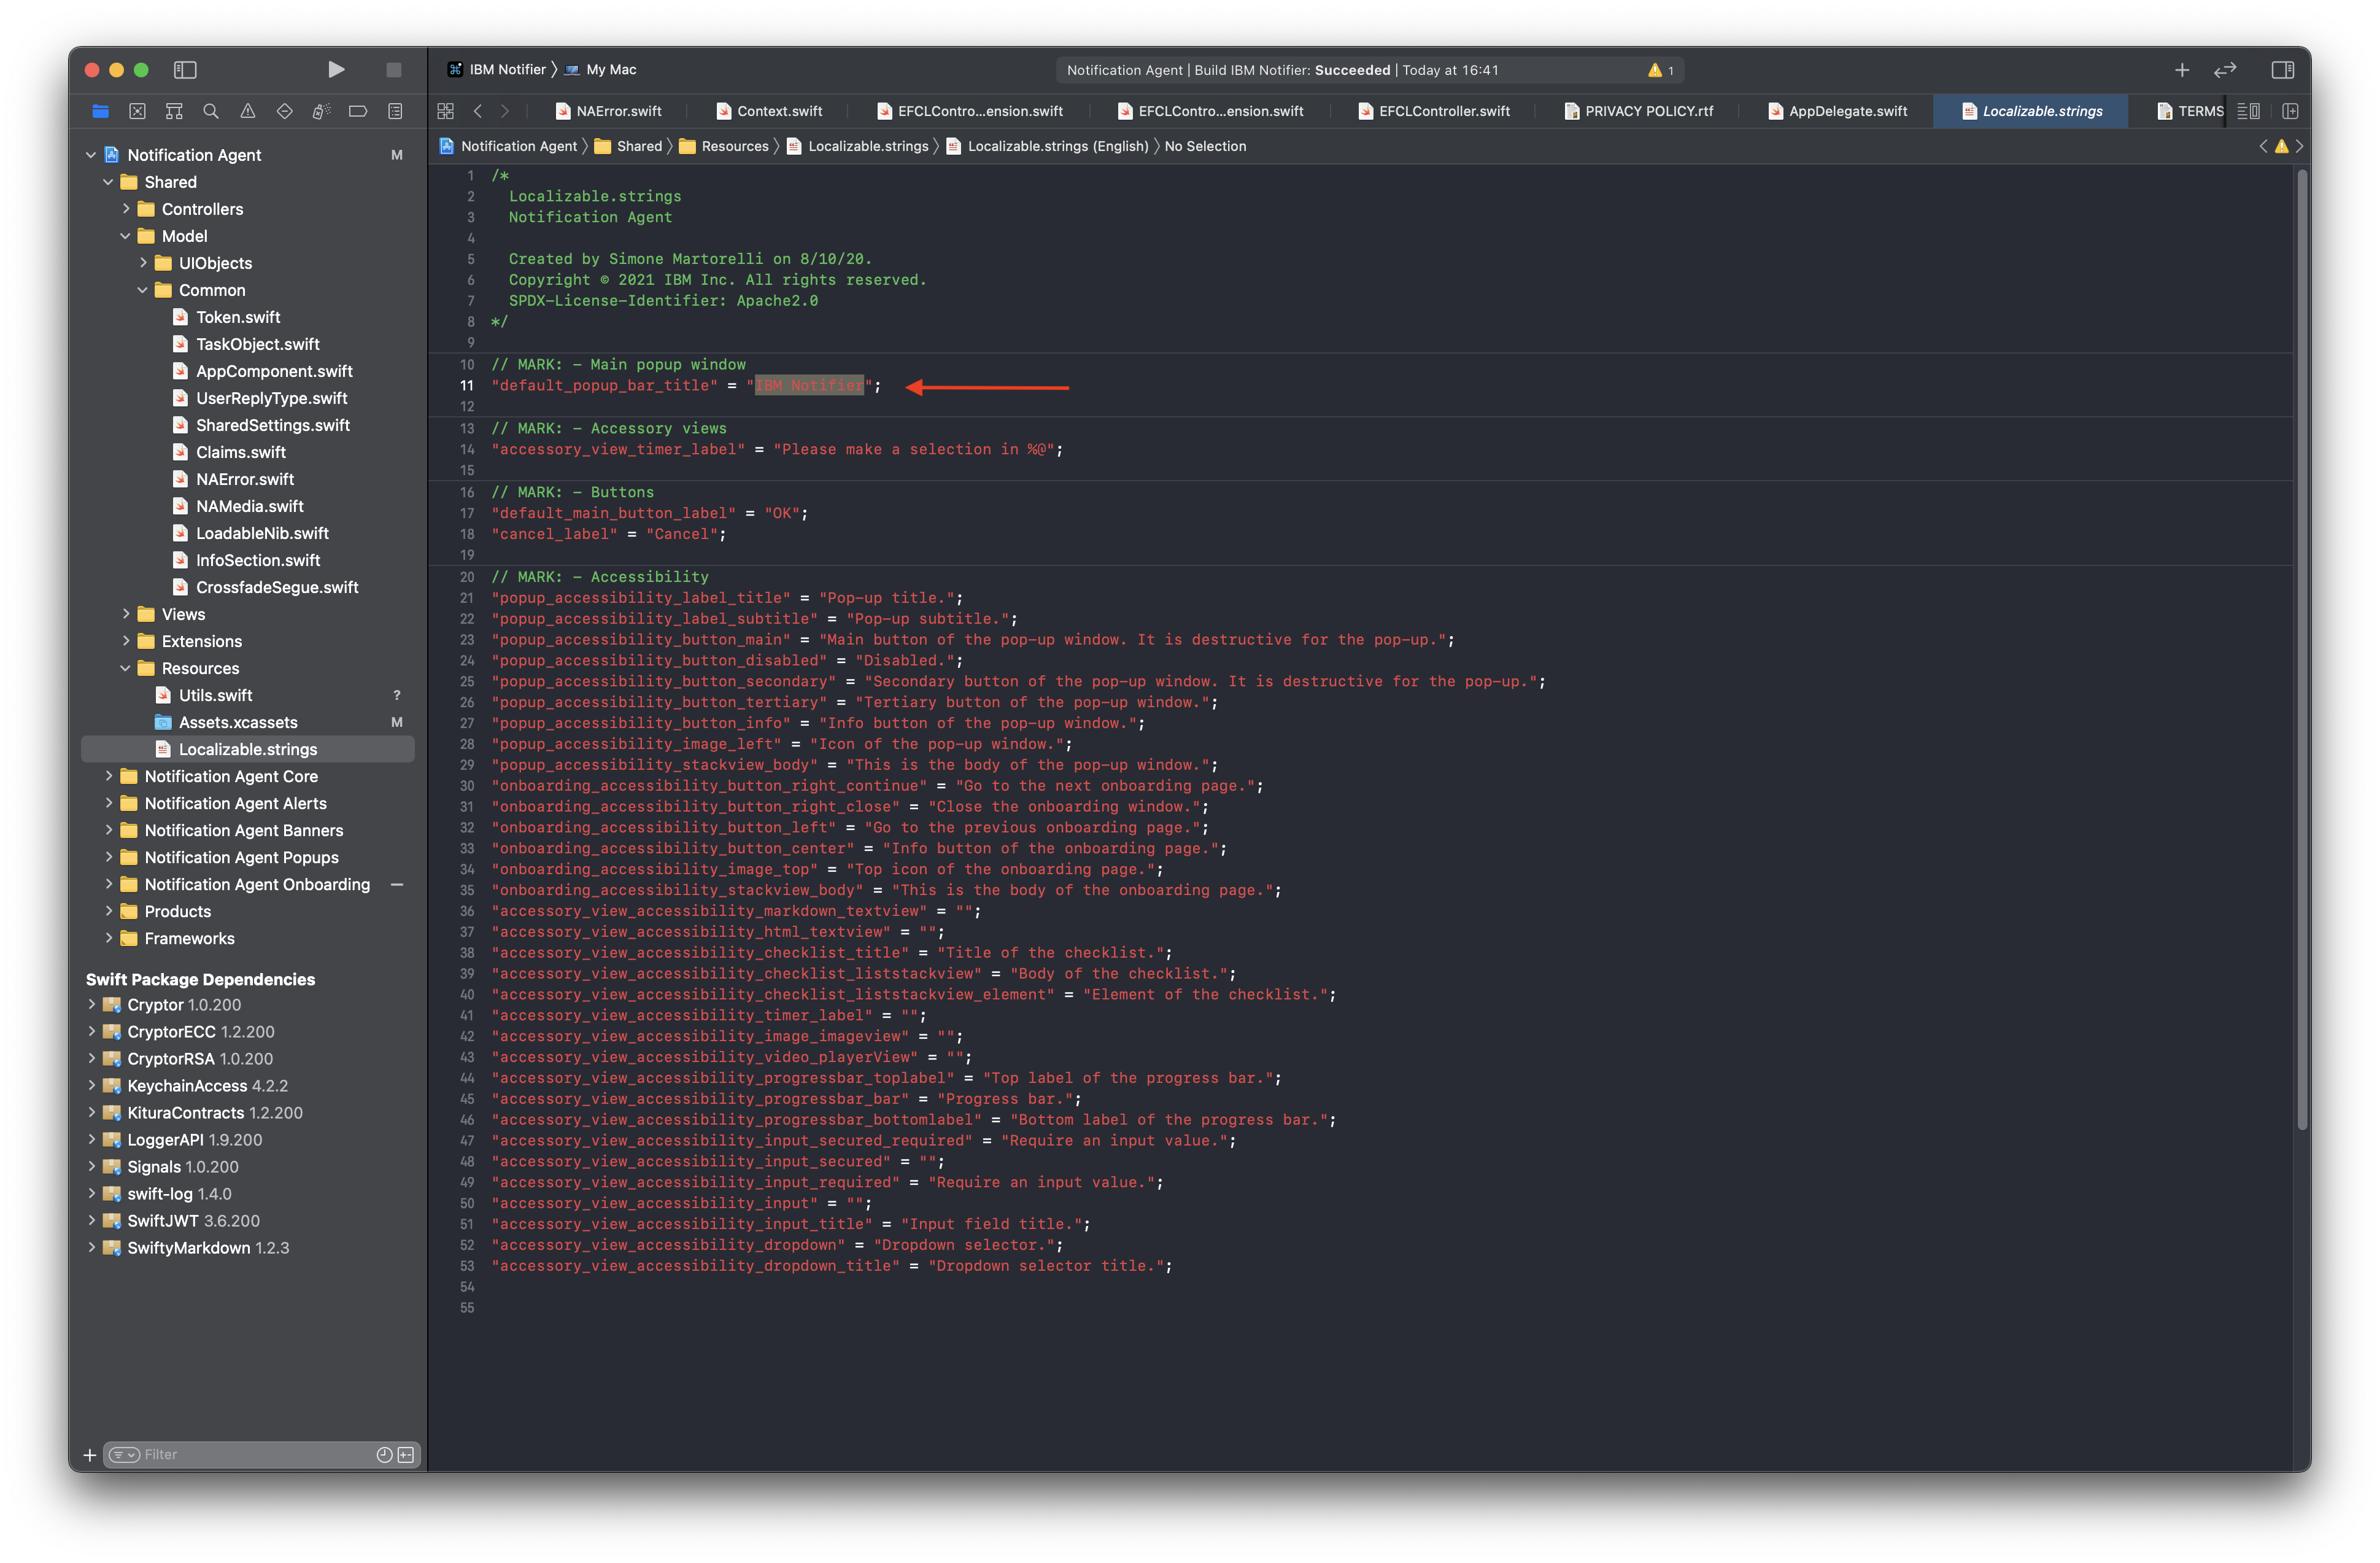 IBM Notifier
My Mac
Notification Agent | Build IBM Notifier: Succeeded | Today at 16:41
1
NAError.swift
Context.swift
EFCLContro...ension.swift
EFCLContro...ension.swift
EFCLController.swift
PRIVACY POLICY.rtf
AppDelegate.swift
Localizable.strings
TERMS
Notification Agent
Shared
Resources
Localizable.strings
Localizable.strings (English)
No Selection
Notification Agent M
Shared
Controllers
Model
UIObjects
Common
Token.swift
TaskObject.swift
AppComponent.swift
UserReplyType.swift
SharedSettings.swift
Claims.swift
NAError.swift
NAMedia.swift
LoadableNib.swift
InfoSection.swift
CrossfadeSegue.swift
Views
Extensions
Resources
Utils.swift ?
Assets.xcassets M
Localizable.strings
Notification Agent Core
Notification Agent Alerts
Notification Agent Banners
Notification Agent Popups
Notification Agent Onboarding
Products
Frameworks
Swift Package Dependencies
Cryptor 1.0.200
CryptorECC 1.2.200
CryptorRSA 1.0.200
KeychainAccess 4.2.2
KituraContracts 1.2.200
LoggerAPI 1.9.200
Signals 1.0.200
swift-log 1.4.0
SwiftJWT 3.6.200
SwiftyMarkdown 1.2.3
Filter
1 /*
2 Localizable.strings
3 Notification Agent
4
5 Created by Simone Martorelli on 8/10/20.
6 Copyright © 2021 IBM Inc. All rights reserved.
7 SPDX-License-Identifier: Apache2.0
8 */
9
10 // MARK: - Main popup window
11 "default_popup_bar_title" = "IBM Notifier";
12
13 // MARK: - Accessory views
14 "accessory_view_timer_label" = "Please make a selection in %@";
15
16 // MARK: - Buttons
17 "default_main_button_label" = "OK";
18 "cancel_label" = "Cancel";
19
20 // MARK: - Accessibility
21 "popup_accessibility_label_title" = "Pop-up title.";
22 "popup_accessibility_label_subtitle" = "Pop-up subtitle.";
23 "popup_accessibility_button_main" = "Main button of the pop-up window. It is destructive for the pop-up.";
24 "popup_accessibility_button_disabled" = "Disabled.";
25 "popup_accessibility_button_secondary" = "Secondary button of the pop-up window. It is destructive for the pop-up.";
26 "popup_accessibility_button_tertiary" = "Tertiary button of the pop-up window.";
27 "popup_accessibility_button_info" = "Info button of the pop-up window.";
28 "popup_accessibility_image_left" = "Icon of the pop-up window.";
29 "popup_accessibility_stackview_body" = "This is the body of the pop-up window.";
30 "onboarding_accessibility_button_right_continue" = "Go to the next onboarding page.";
31 "onboarding_accessibility_button_right_close" = "Close the onboarding window.";
32 "onboarding_accessibility_button_left" = "Go to the previous onboarding page.";
33 "onboarding_accessibility_button_center" = "Info button of the onboarding page.";
34 "onboarding_accessibility_image_top" = "Top icon of the onboarding page.";
35 "onboarding_accessibility_stackview_body" = "This is the body of the onboarding page.";
36 "accessory_view_accessibility_markdown_textview" = "";
37 "accessory_view_accessibility_html_textview" = "";
38 "accessory_view_accessibility_checklist_title" = "Title of the checklist.";
39 "accessory_view_accessibility_checklist_liststackview" = "Body of the checklist.";
40 "accessory_view_accessibility_checklist_liststackview_element" = "Element of the checklist.";
41 "accessory_view_accessibility_timer_label" = "";
42 "accessory_view_accessibility_image_imageview" = "";
43 "accessory_view_accessibility_video_playerView" = "";
44 "accessory_view_accessibility_progressbar_toplabel" = "Top label of the progress bar.";
45 "accessory_view_accessibility_progressbar_bar" = "Progress bar.";
46 "accessory_view_accessibility_progressbar_bottomlabel" = "Bottom label of the progress bar.";
47 "accessory_view_accessibility_input_secured_required" = "Require an input value.";
48 "accessory_view_accessibility_input_secured" = "";
49 "accessory_view_accessibility_input_required" = "Require an input value.";
50 "accessory_view_accessibility_input" = "";
51 "accessory_view_accessibility_input_title" = "Input field title.";
52 "accessory_view_accessibility_dropdown" = "Dropdown selector.";
53 "accessory_view_accessibility_dropdown_title" = "Dropdown selector title.";
54
55